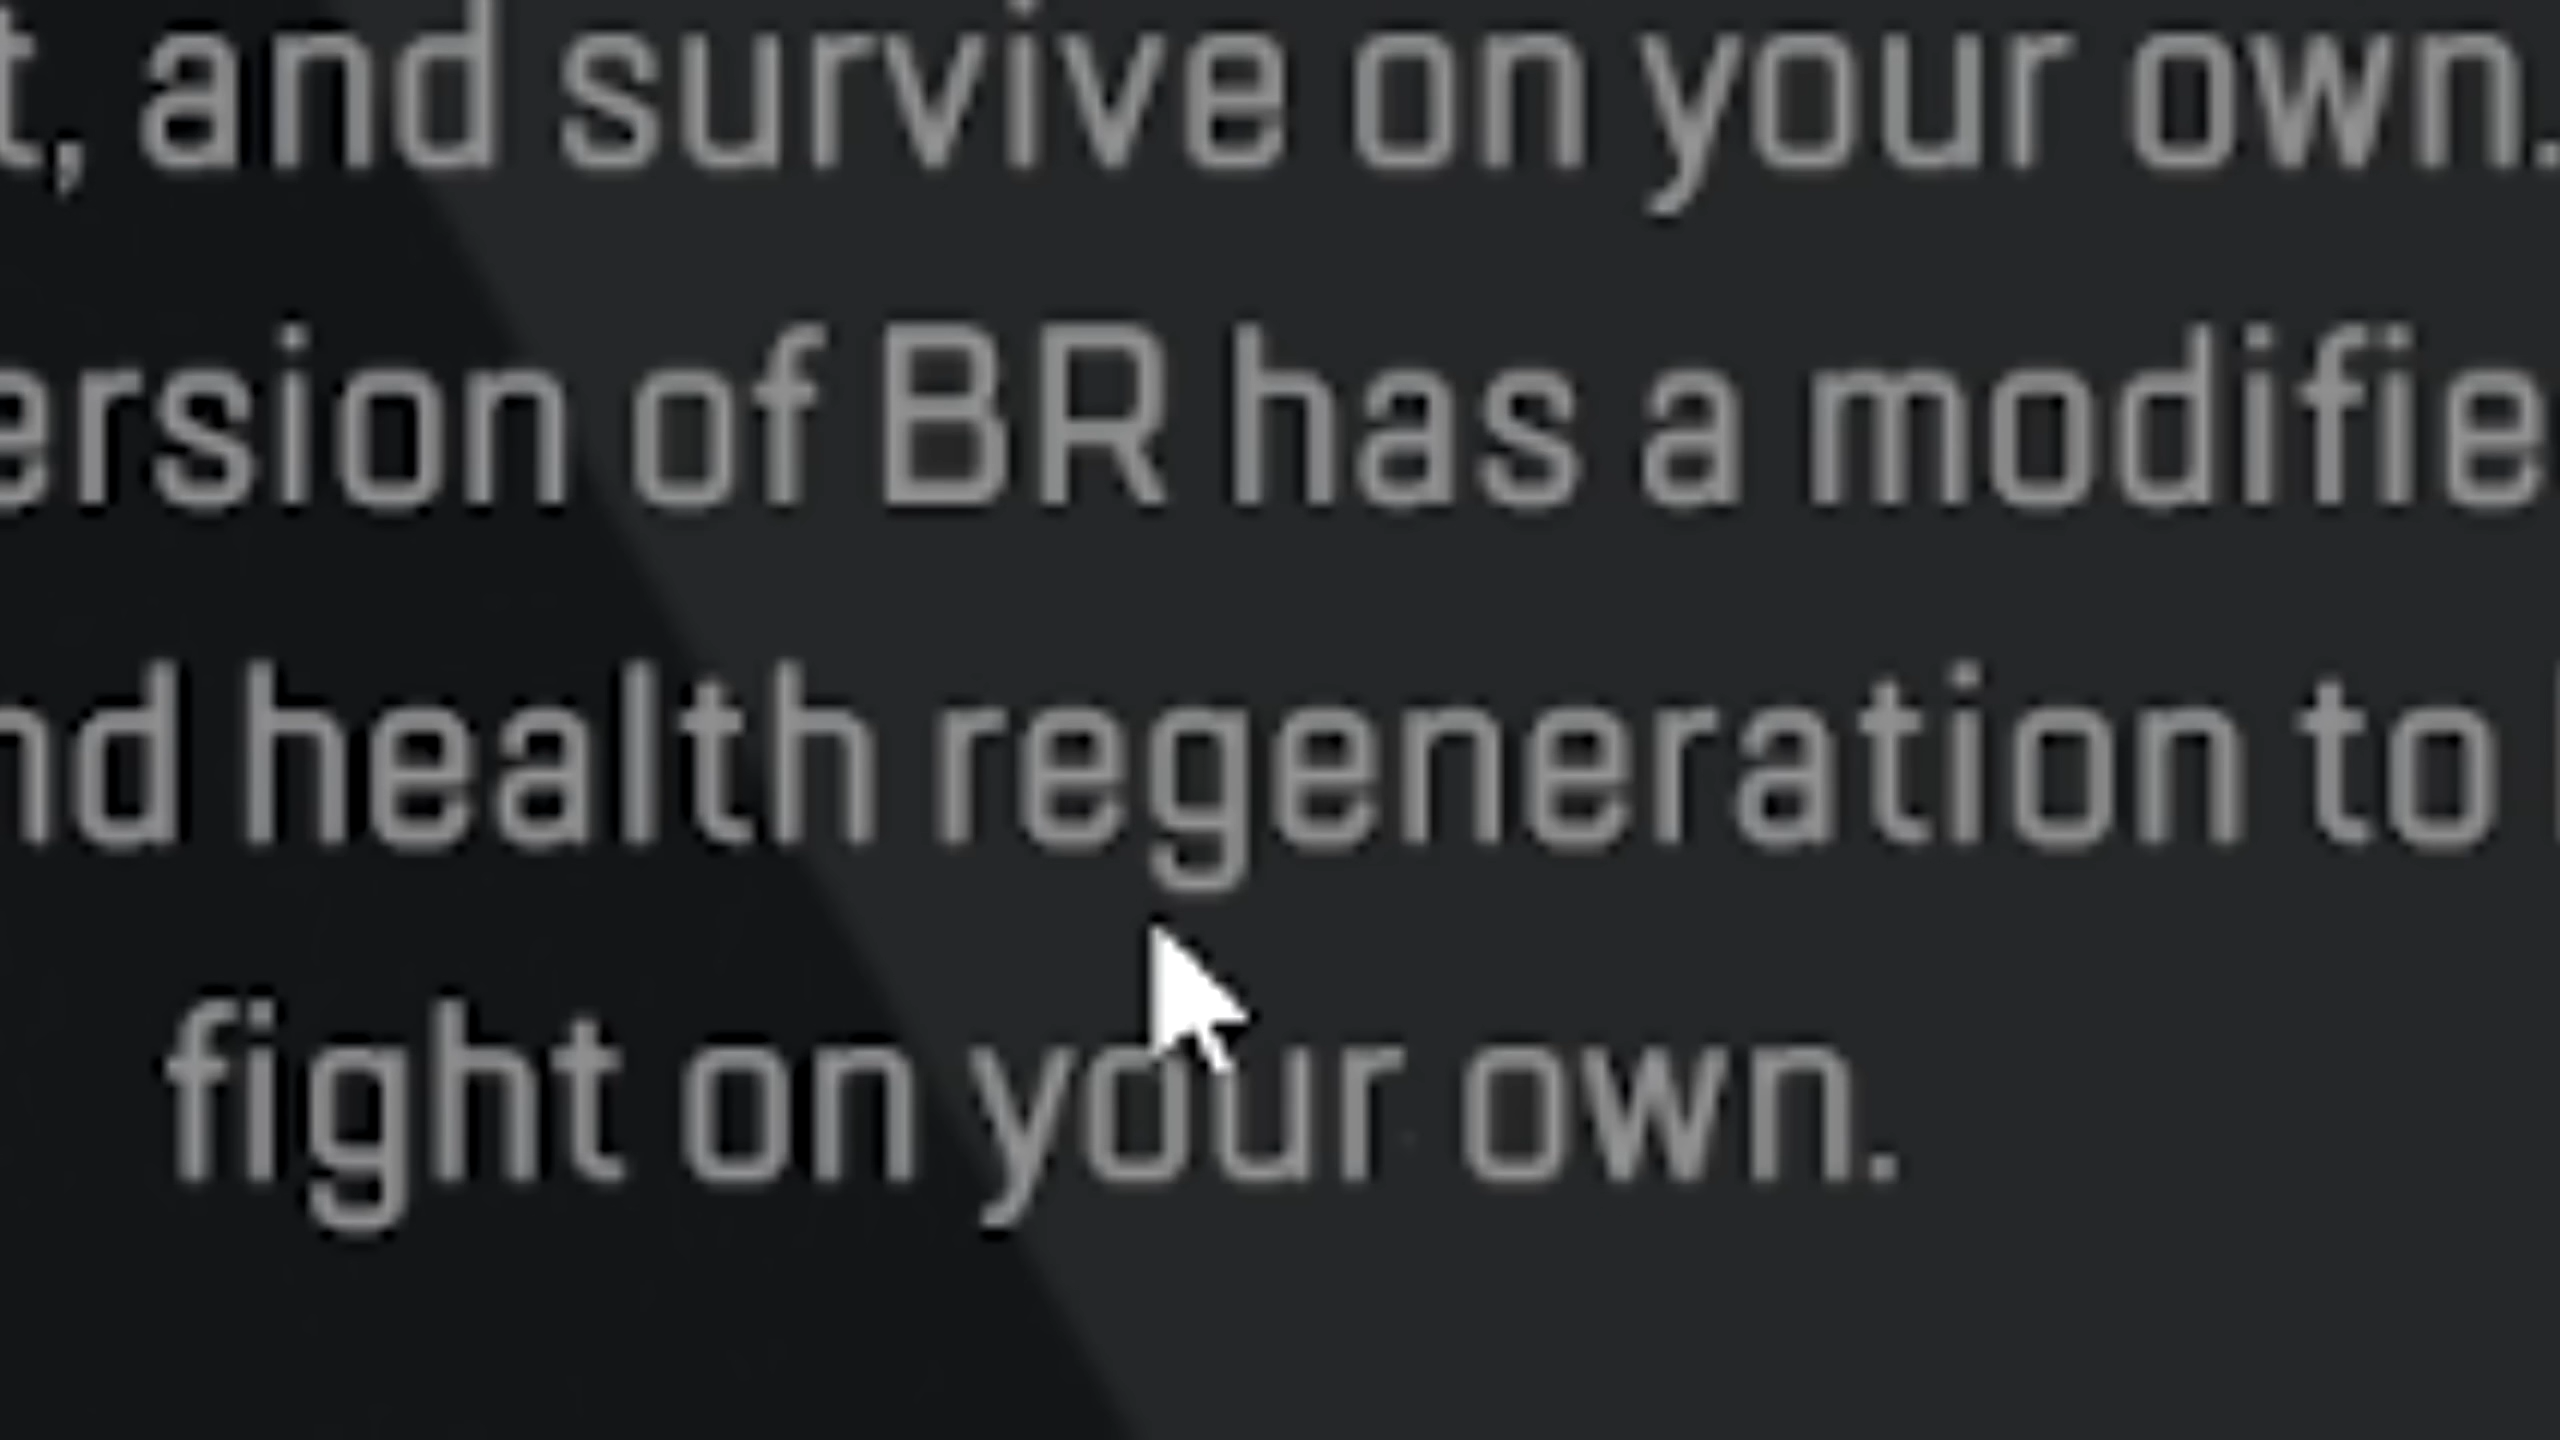 t, and survive on your own.
ersion of BR has a modifie
nd health regeneration to
fight on your own.